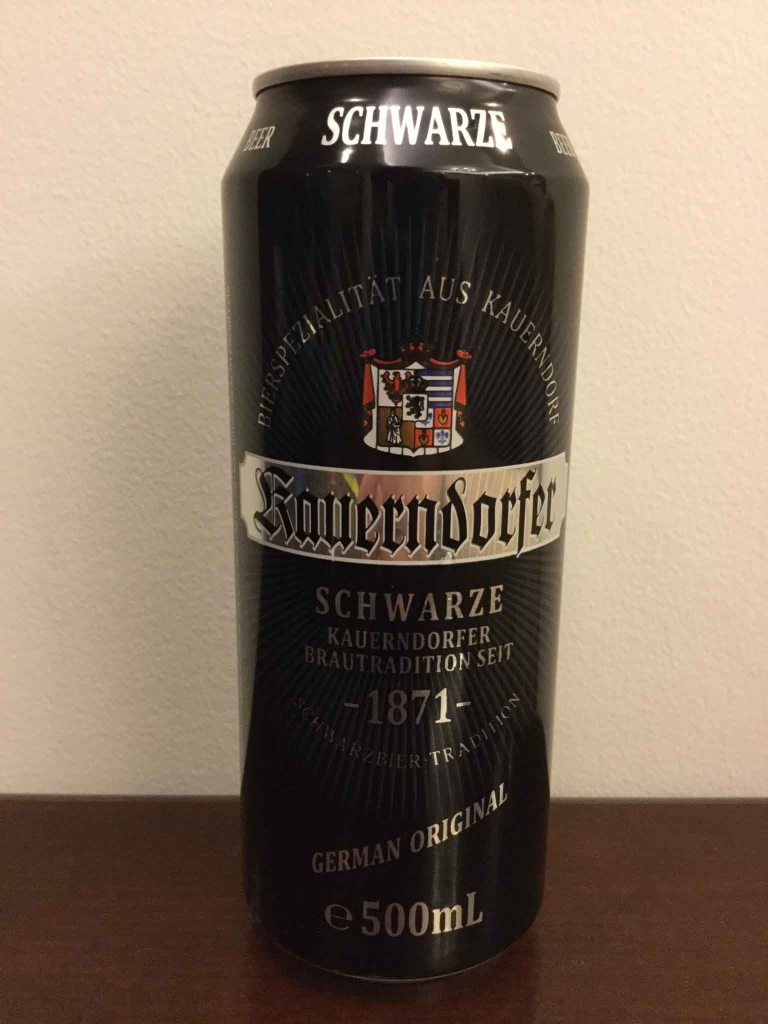 BEER SCHWARZE BEER
BIERSPEZIALITÄT AUS KAUERNDORF
Kauerndorfer
SCHWARZE
KAUERNDORFER
BRAUTRADITION SEIT
-1871-
SCHWARZBIER-TRADITION
GERMAN ORIGINAL
℮500mL